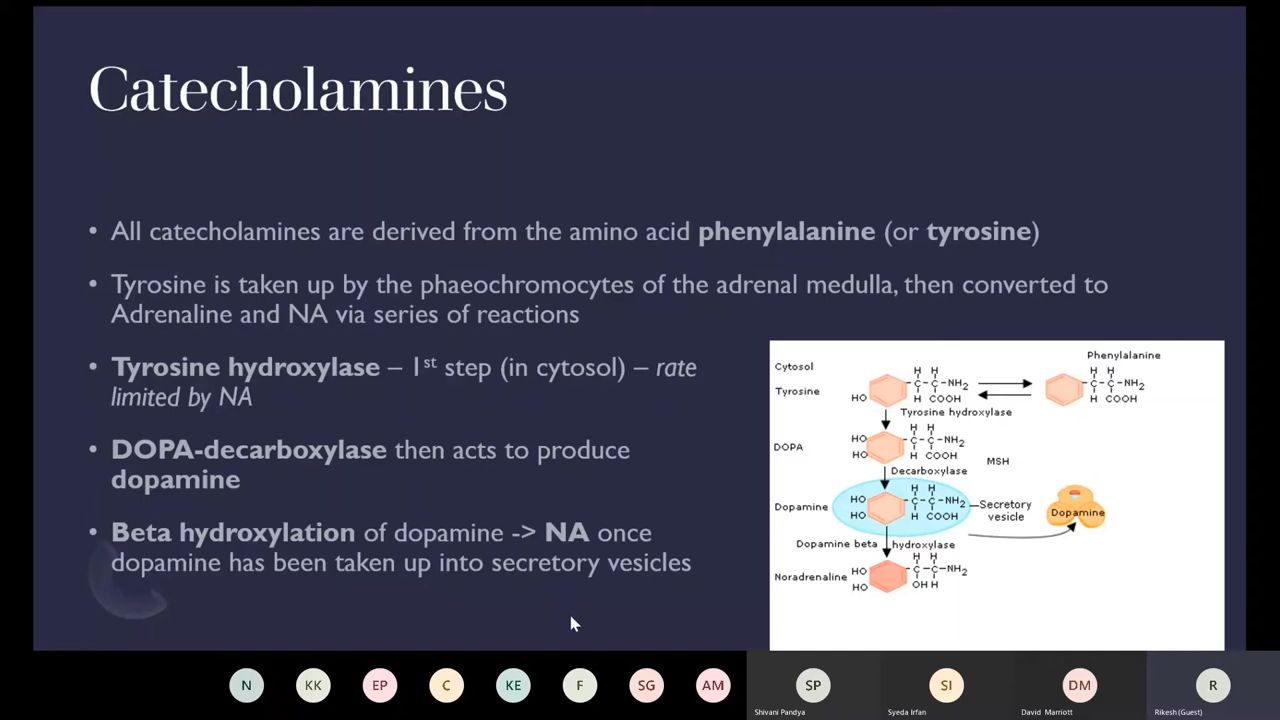 Catecholamines
• All catecholamines are derived from the amino acid phenylalanine (or tyrosine)
• Tyrosine is taken up by the phaeochromocytes of the adrenal medulla, then converted to
Adrenaline and NA via series of reactions
• Tyrosine hydroxylase – 1st step (in cytosol) – rate
limited by NA
• DOPA-decarboxylase then acts to produce
dopamine
• Beta hydroxylation of dopamine -> NA once
dopamine has been taken up into secretory vesicles
Phenylalanine
Cytosol
H H
H H
Tyrosine
C-C-NH2
C-C-NH2
HO
H COOH
H COOH
Tyrosine hydroxylase
H H
DOPA
HO
HO
C-C-NH2
H COOH
MSH
Decarboxylase
H H
Dopamine
HO
HO
C-C-NH2
H COOH
Secretory
vesicle
Dopamine
Dopamine beta hydroxylase
H H
Noradrenaline
HO
HO
C-C-NH2
OH H
N
KK
EP
C
KE
F
SG
AM
SP
SI
DM
R
Shivani Pandya
Syeda Irfan
David Marriott
Rikesh (Guest)